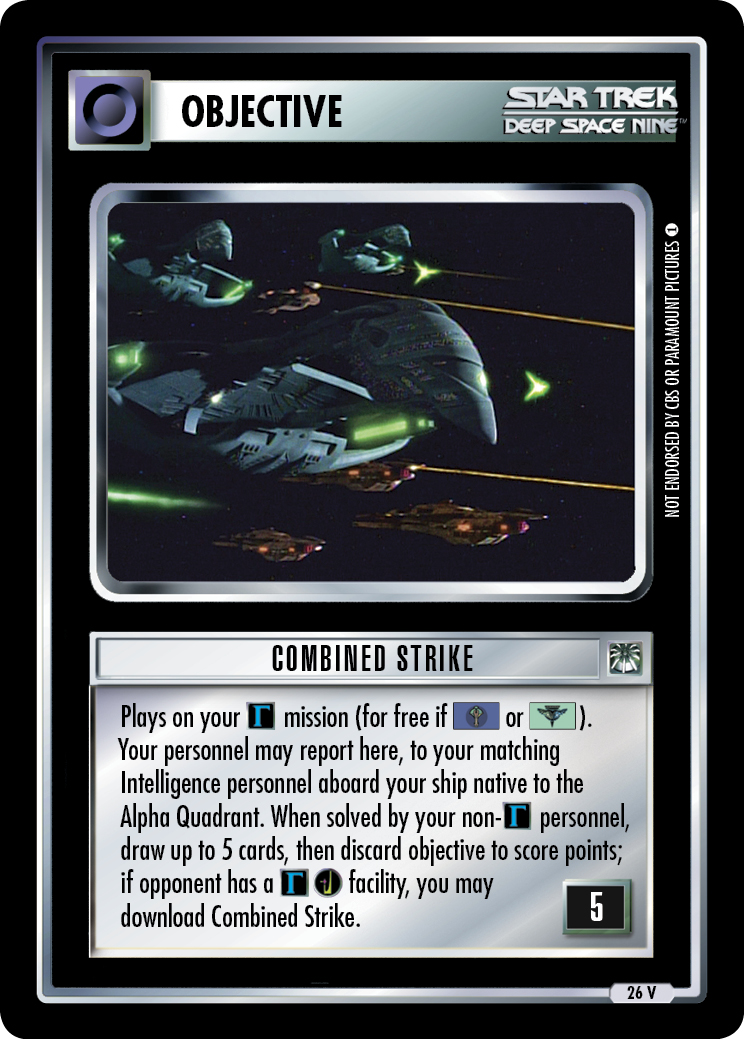 OBJECTIVE
STAR TREK
DEEP SPACE NINE™
NOT ENDORSED BY CBS OR PARAMOUNT PICTURES 1
COMBINED STRIKE
Plays on your Γ mission (for free if or ).
Your personnel may report here, to your matching
Intelligence personnel aboard your ship native to the
Alpha Quadrant. When solved by your non-Γ personnel,
draw up to 5 cards, then discard objective to score points;
if opponent has a Γ facility, you may
download Combined Strike.
5
26 V